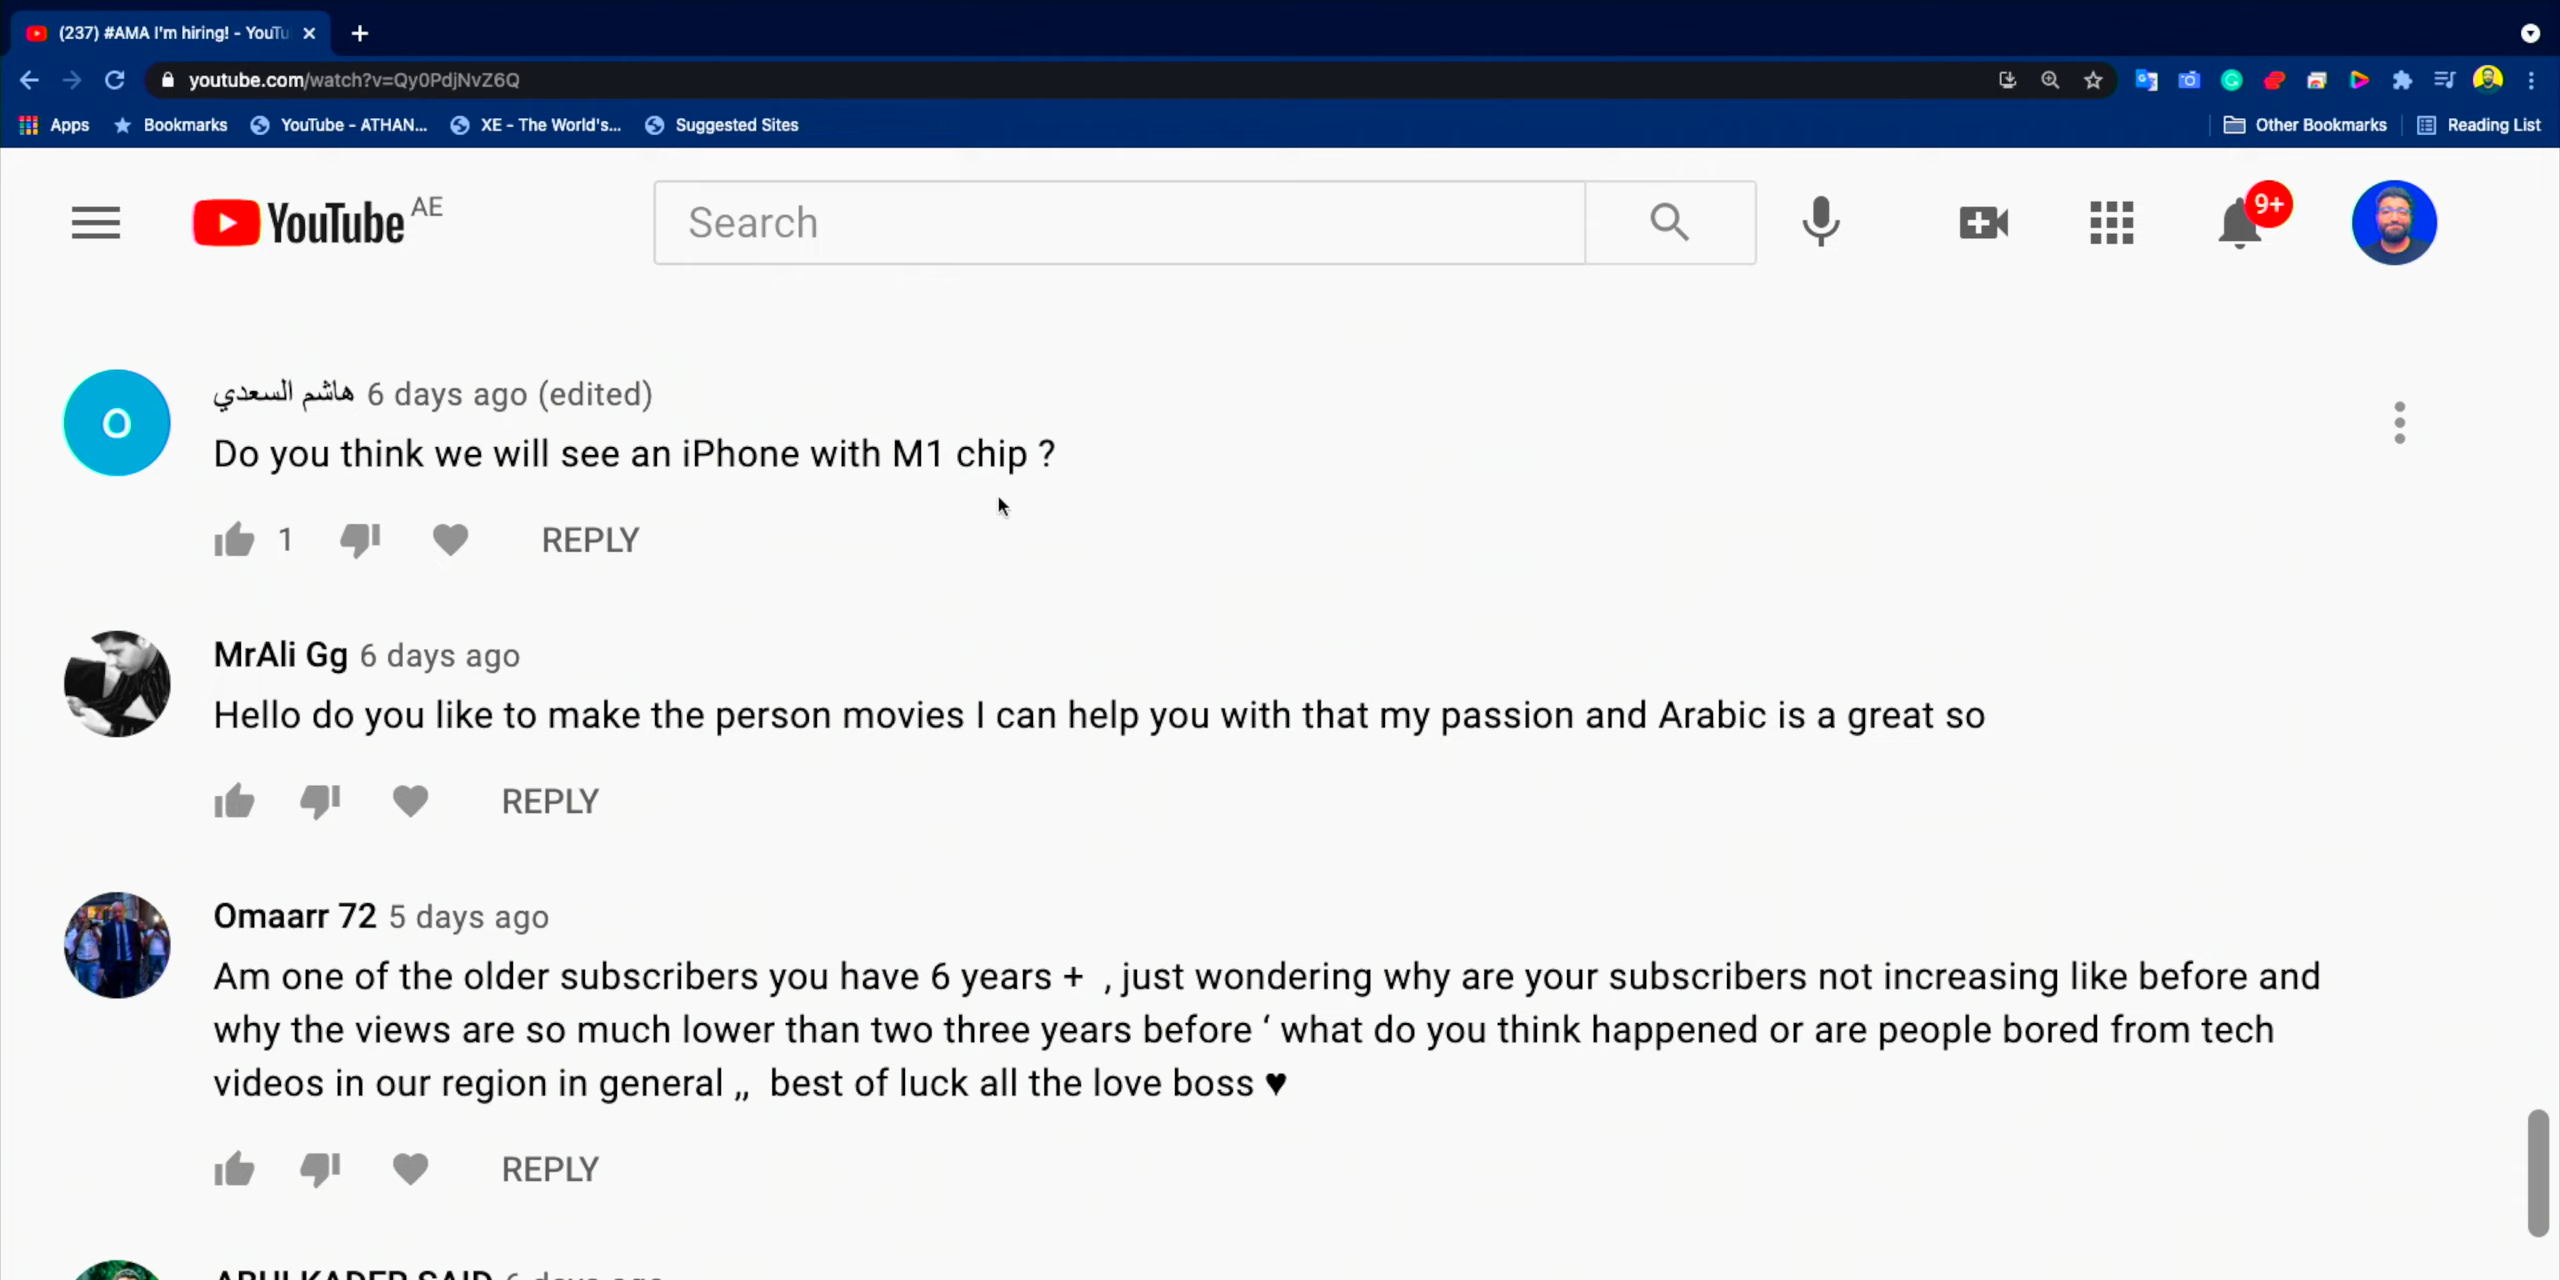 (237) #AMA I'm hiring! - YouTu
youtube.com/watch?v=Qy0PdjNvZ6Q
Apps Bookmarks YouTube - ATHAN... XE - The World's... Suggested Sites Other Bookmarks Reading List
YouTube AE Search 9+
هاشم السعدي 6 days ago (edited)
O
Do you think we will see an iPhone with M1 chip ?
1 REPLY
MrAli Gg 6 days ago
Hello do you like to make the person movies I can help you with that my passion and Arabic is a great so
REPLY
Omaarr 72 5 days ago
Am one of the older subscribers you have 6 years + , just wondering why are your subscribers not increasing like before and
why the views are so much lower than two three years before ‘ what do you think happened or are people bored from tech
videos in our region in general ,, best of luck all the love boss ♥
REPLY
ABULKADER SAID 6 days ago